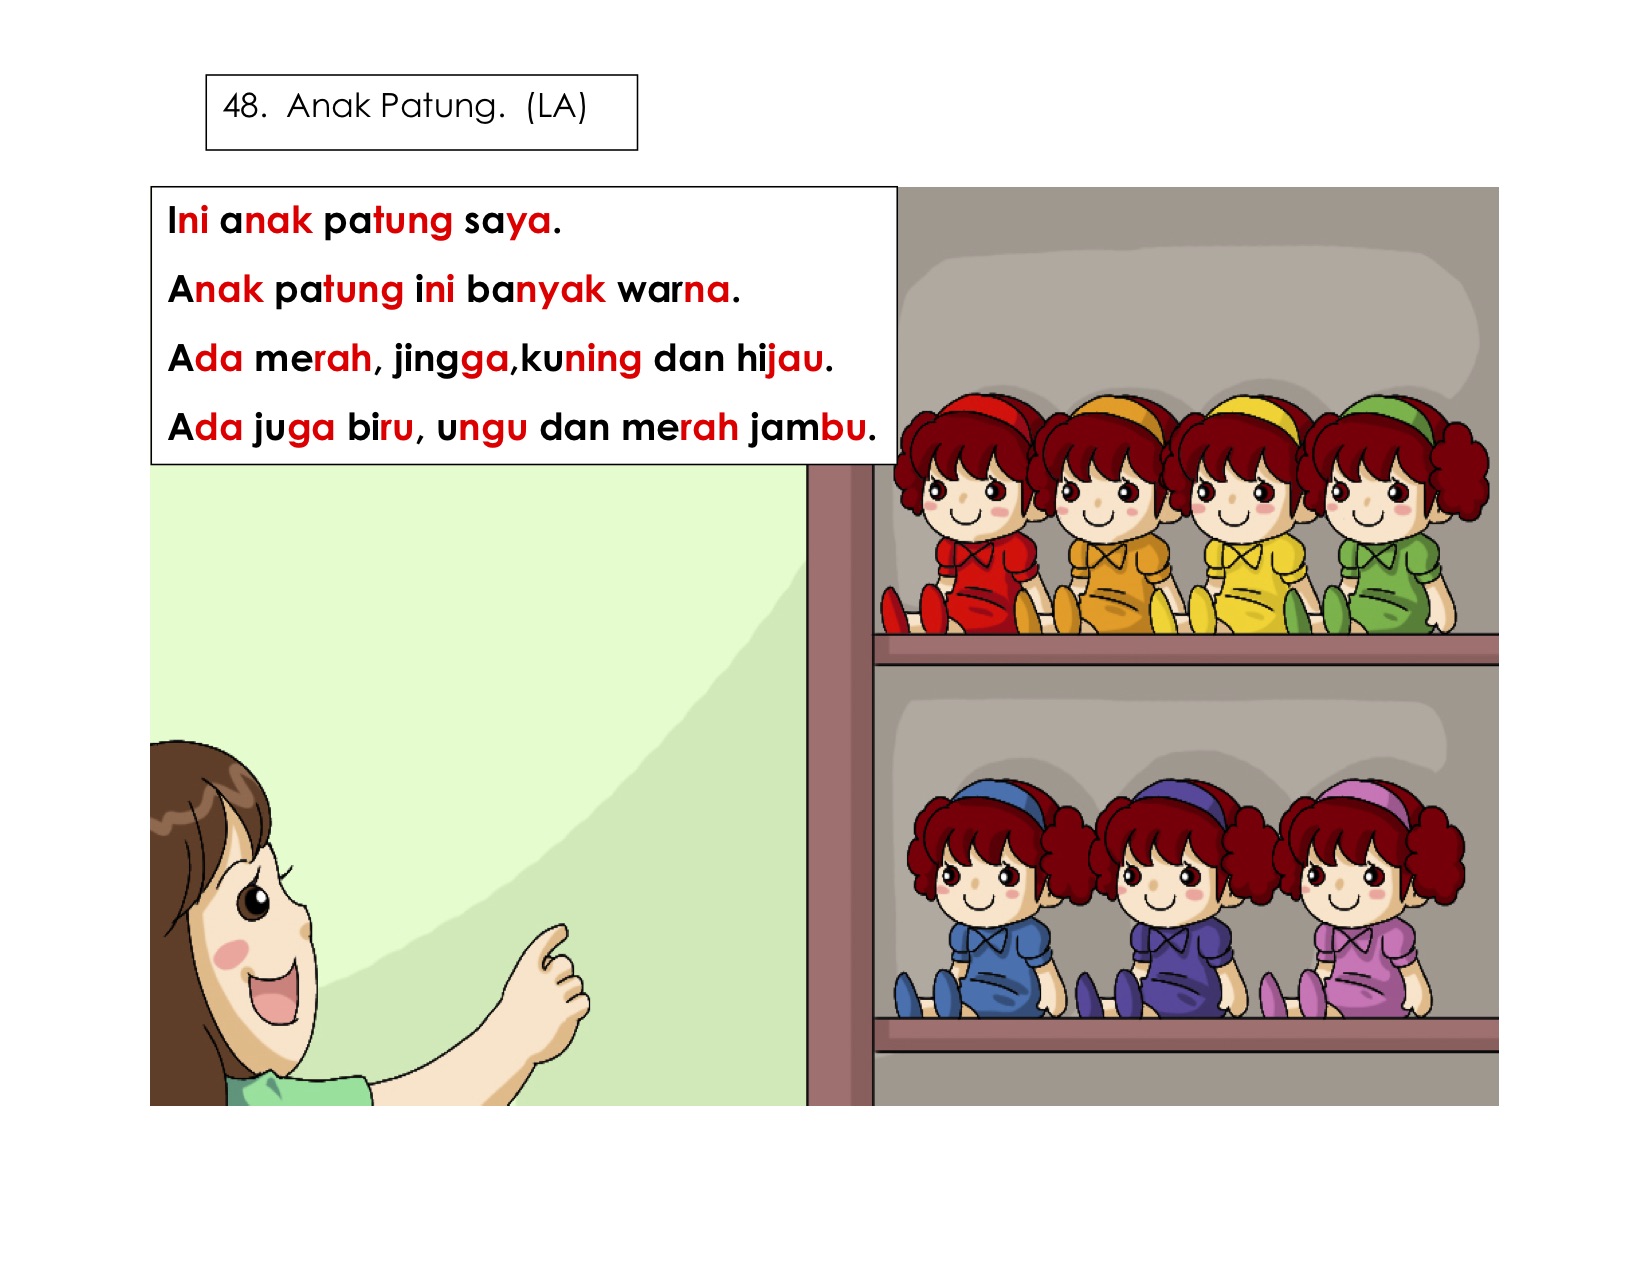 48.  Anak Patung.  (LA)
Ini anak patung saya.
Anak patung ini banyak warna.
Ada merah, jingga,kuning dan hijau.
Ada juga biru, ungu dan merah jambu.